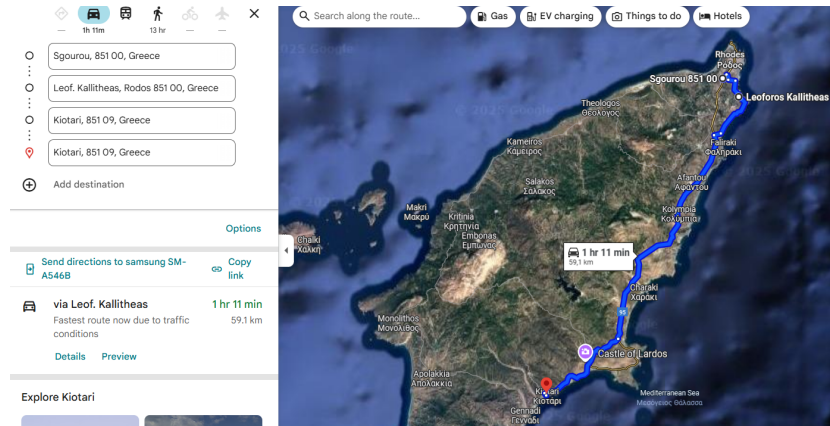 1h 11m
—
13 hr
—
—
Sgourou, 851 00, Greece
Leof. Kallitheas, Rodos 851 00, Greece
Kiotari, 851 09, Greece
Kiotari, 851 09, Greece
Add destination
Options
Send directions to samsung SM-
A546B
Copy
link
via Leof. Kallitheas
1 hr 11 min
Fastest route now due to traffic
conditions
59.1 km
Details
Preview
Explore Kiotari
Search along the route...
Gas
EV charging
Things to do
Hotels
Rhodes
Ρόδος
Sgourou 851 00
Leoforos Kallitheas
Theologos
Θεολόγος
Faliraki
Φαληράκι
Kameiros
Κάμειρος
Afantou
Αφάντου
Salakos
Σάλακος
Makri
Μακρύ
Kritinia
Κρητηνία
Kolympia
Κολύμπια
Embonas
Εμπωνας
Chalki
Χάλκη
1 hr 11 min
59,1 km
Charaki
Χαράκι
95
Monolithos
Μονόλιθος
Castle of Lardos
Apolakkia
Απολακκιά
Kiotari
Κιοτάρι
Mediterranean Sea
Μεσόγειος Θάλασσα
Gennadi
Γεννάδι